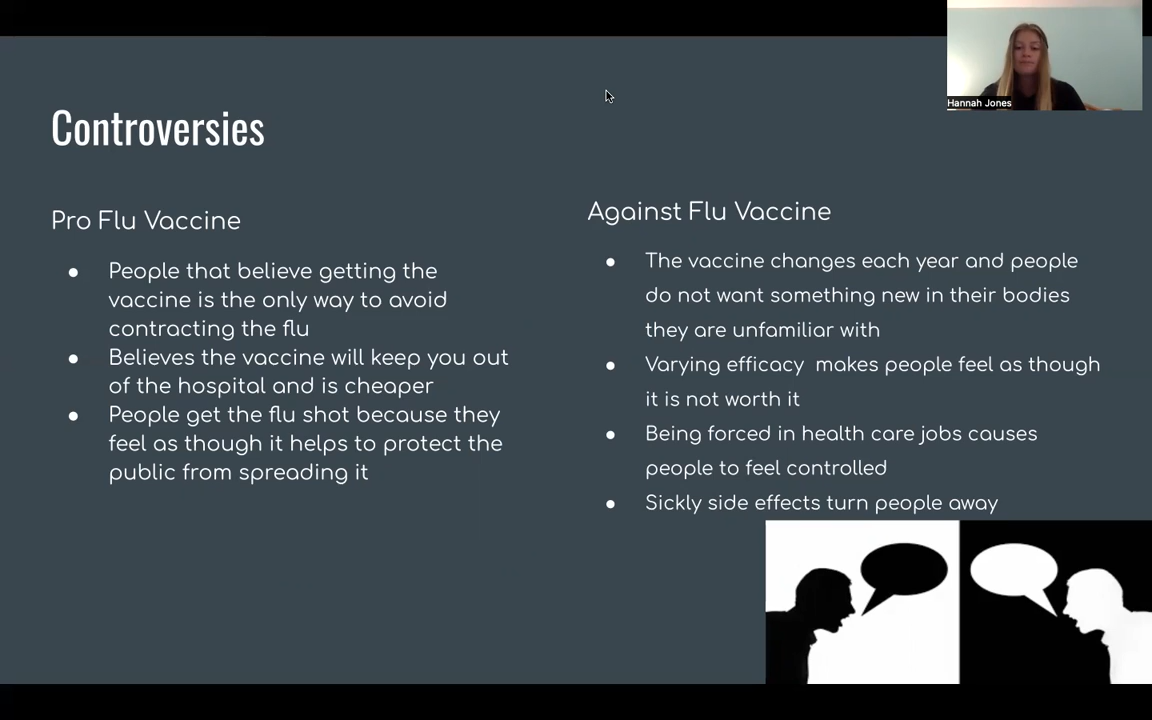 Hannah Jones
Controversies
Pro Flu Vaccine
● People that believe getting the
vaccine is the only way to avoid
contracting the flu
● Believes the vaccine will keep you out
of the hospital and is cheaper
● People get the flu shot because they
feel as though it helps to protect the
public from spreading it
Against Flu Vaccine
● The vaccine changes each year and people
do not want something new in their bodies
they are unfamiliar with
● Varying efficacy  makes people feel as though
it is not worth it
● Being forced in health care jobs causes
people to feel controlled
● Sickly side effects turn people away